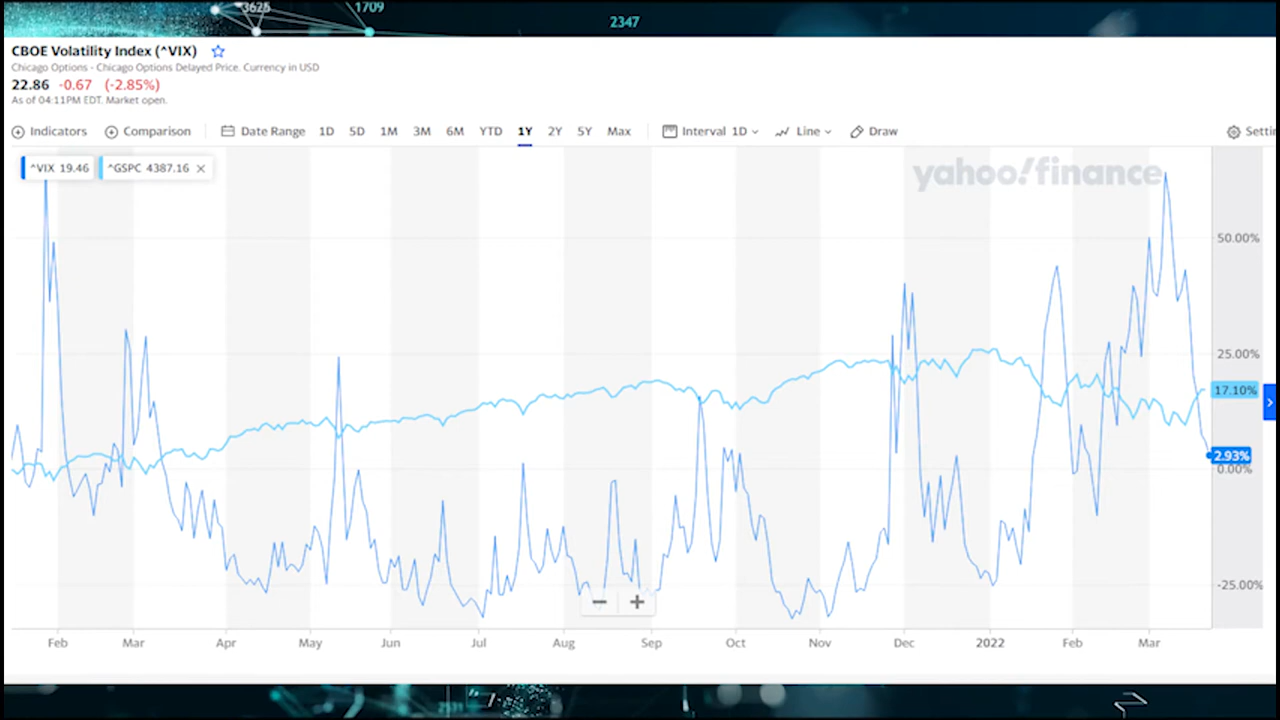 3625
1709
2347
CBOE Volatility Index (^VIX)
Chicago Options - Chicago Options Delayed Price. Currency in USD
22.86 -0.67 (-2.85%)
As of 04:11PM EDT. Market open.
Indicators Comparison Date Range 1D 5D 1M 3M 6M YTD 1Y 2Y 5Y Max Interval 1D Line Draw Settin
^VIX 19.46 ^GSPC 4387.16
yahoo!finance
50.00%
25.00%
17.10%
2.93%
0.00%
-25.00%
Feb Mar Apr May Jun Jul Aug Sep Oct Nov Dec 2022 Feb Mar